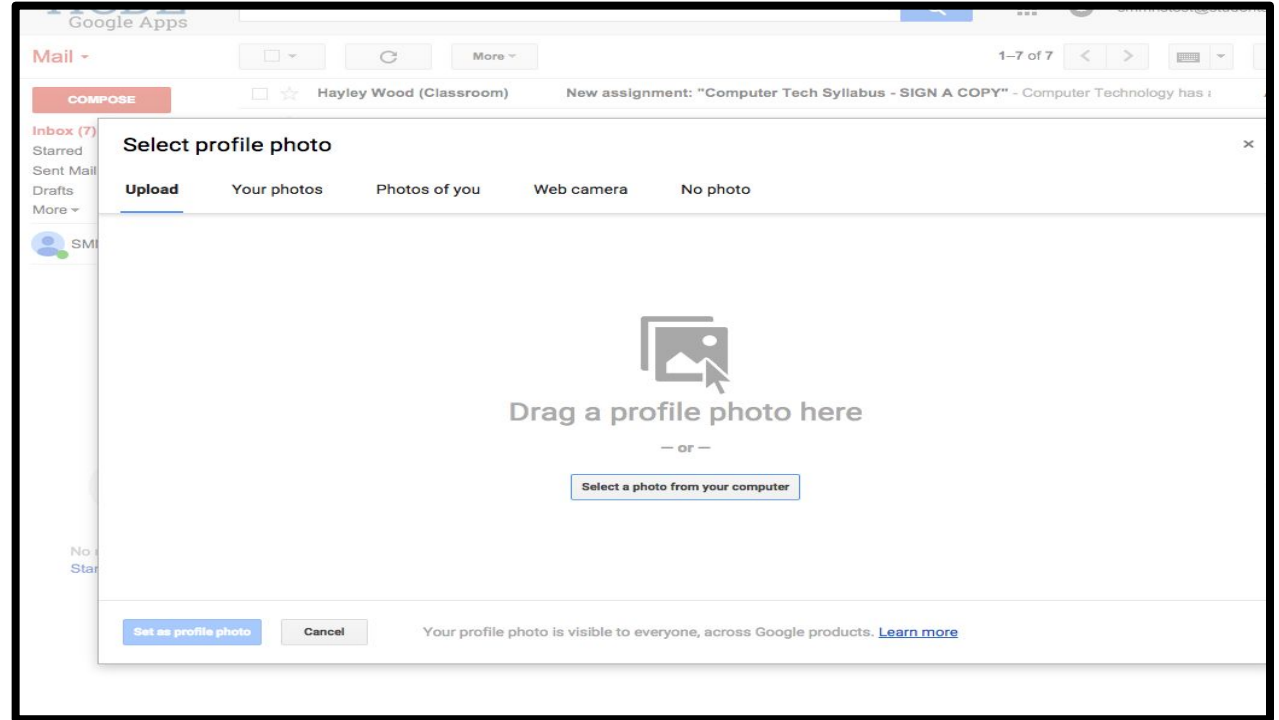 Google Apps
Mail
More
1–7 of 7
COMPOSE
Hayley Wood (Classroom) New assignment: "Computer Tech Syllabus - SIGN A COPY" - Computer Technology has
Inbox (7)
Starred
Sent Mail
Drafts
More
SMI
Select profile photo
×
Upload Your photos Photos of you Web camera No photo
Drag a profile photo here
— or —
Select a photo from your computer
No
Star
Set as profile photo Cancel Your profile photo is visible to everyone, across Google products. Learn more